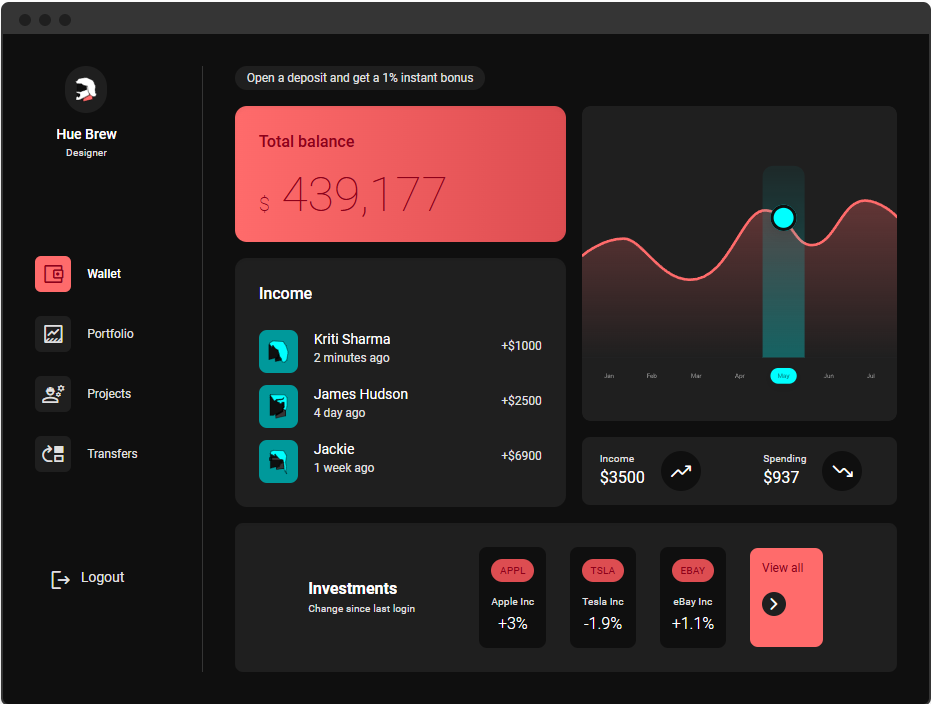 Hue Brew
Designer
Wallet
Portfolio
Projects
Transfers
Logout
Open a deposit and get a 1% instant bonus
Total balance
$ 439,177
Income
Kriti Sharma
2 minutes ago
+$1000
James Hudson
4 day ago
+$2500
Jackie
1 week ago
+$6900
Jan Feb Mar Apr May Jun Jul
Income
$3500
Spending
$937
Investments
Change since last login
APPL
Apple Inc
+3%
TSLA
Tesla Inc
-1.9%
EBAY
eBay Inc
+1.1%
View all